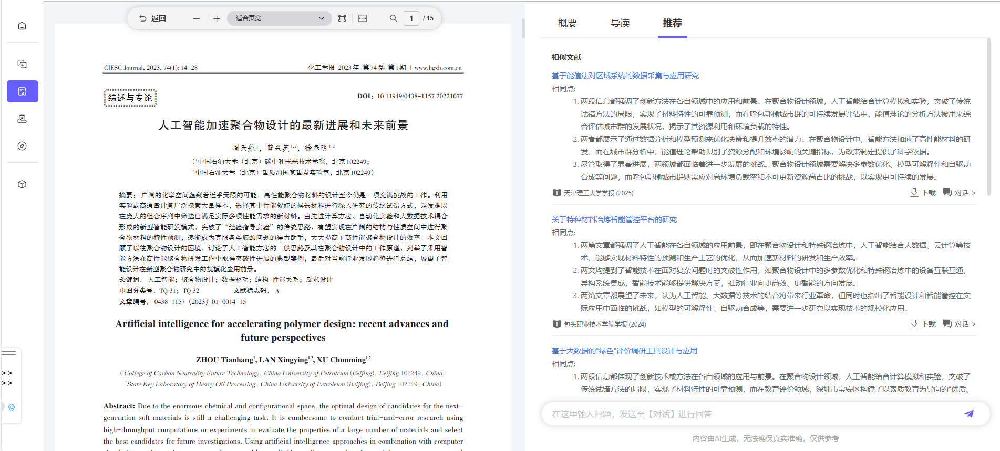 返回
适合页宽
1 / 15
CIESC Journal, 2023, 74(1): 14-28
化工学报 2023年 第74卷 第1期 | www.hgxb.com.cn
综述与专论
DOI：10.11949/0438-1157.20221077
人工智能加速聚合物设计的最新进展和未来前景
周天航1，蓝兴英1,2，徐春明1,2
（1中国石油大学（北京）碳中和未来技术学院，北京 102249；
2中国石油大学（北京）重质油国家重点实验室，北京 102249）
摘要： 广阔的化学空间蕴藏着近乎无限的可能，高性能聚合物材料的设计至今仍是一项充满挑战的工作。利用
实验或高通量计算广泛探索大量样本，选择其中性能较好的候选材料进行深入研究的传统试错方式，越发难以
在庞大的组合序列中筛选出满足实际多项性能需求的新材料。由先进计算方法、自动化实验和大数据技术耦合
形成的新型智能研发模式，突破了“经验指导实验”的传统思路，有望实现在广阔的结构与性质空间中进行聚
合物材料的特性预测，逐渐成为克服各类瓶颈问题的得力助手，大大提高了高性能聚合物设计的效率。本文回
顾了以往聚合物设计的困境，讨论了人工智能方法的一般思路及其在聚合物设计中的工作原理，列举了采用智
能方法在高性能聚合物研发工作中取得突破性进展的典型案例，最后对当前行业发展趋势进行总结，展望了智
能设计在新型聚合物研究中的规模化应用前景。
关键词： 人工智能；聚合物设计；数据驱动；结构-性能关系；反求设计
中图分类号：TQ 31；TQ 32 文献标志码： A
文章编号： 0438-1157（2023）01-0014-15
Artificial intelligence for accelerating polymer design: recent advances and
future perspectives
ZHOU Tianhang1, LAN Xingying1,2, XU Chunming1,2
(1College of Carbon Neutrality Future Technology, China University of Petroleum (Beijing), Beijing 102249, China;
2State Key Laboratory of Heavy Oil Processing, China University of Petroleum (Beijing), Beijing 102249, China)
Abstract: Due to the enormous chemical and configurational space, the optimal design of candidates for the next-
generation soft materials is still a challenging task. It is cumbersome to conduct trial-and-error research using
high-throughput computations or experiments to evaluate the properties of a large number of materials and select
the best candidates for future investigations. Using artificial intelligence approaches in combination with computer
>>
>>
概要 导读 推荐
相似文献
基于能值法对区域系统的数据采集与应用研究
相同点:
1. 两段信息都强调了创新方法在各自领域中的应用和前景。在聚合物设计领域，人工智能结合计算模拟和实验，突破了传统
试错方法的局限，实现了材料特性的可靠预测，而在呼包鄂榆城市群的可持续发展评估中，能值理论的分析方法被用来综
合评估城市群的发展状况，揭示了其资源利用和环境负载的特性。
2. 两者都展示了通过数据分析和模型预测来优化决策和提升效率的潜力。在聚合物设计中，智能方法加速了高性能材料的研
发，而在城市群分析中，能值理论帮助识别了资源分配和环境影响的关键指标，为政策制定提供了科学依据。
3. 尽管取得了显著进展，两领域都面临着进一步发展的挑战。聚合物设计领域需要解决多参数优化、模型可解释性和自驱动
合成等问题，而呼包鄂榆城市群则需应对高环境负载率和不可更新资源高占比的挑战，以实现更可持续的发展。
天津理工大学学报 (2025) 下载 对话 >
关于特种材料冶炼智能管控平台的研究
相同点:
1. 两篇文章都强调了人工智能在各自领域的应用前景，即在聚合物设计和特殊钢冶炼中，人工智能结合大数据、云计算等技
术，能够实现材料特性的预测和生产工艺的优化，从而加速新材料的研发和生产效率。
2. 两文均提到了智能技术在面对复杂问题时的突破性作用，如聚合物设计中的多参数优化和特殊钢冶炼中的设备互联互通、
异构系统集成，智能技术能够提供解决方案，推动行业向更高效、更智能的方向发展。
3. 两篇文章都展望了未来，认为人工智能、大数据等技术的结合将带来行业革命，但同时也指出了智能设计和智能管控在实
际应用中面临的挑战，如模型的可解释性、自驱动合成等，需要进一步研究以实现技术的规模化应用。
包头职业技术学院学报 (2024) 下载 对话 >
基于大数据的"绿色"评价调研工具设计与应用
相同点:
1. 两段信息都体现了创新技术或方法在各自领域的应用与前景。在聚合物设计领域，人工智能结合计算模拟和实验，突破了
传统试错方法的局限，实现了材料特性的可靠预测，而在教育评价领域，深圳市宝安区构建了以素质教育为导向的“优质、
在这里输入问题，发送至【对话】进行回答
内容由AI生成，无法确保真实准确，仅供参考